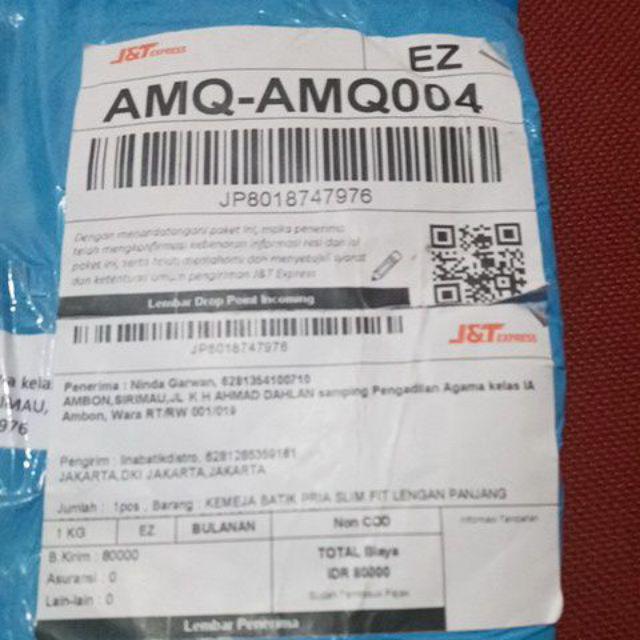 J&T EXPRESS
EZ
AMQ-AMQ004
JP8018747976
Dengan menandatangani paket ini, maka penerima
telah mengkonfirmasi kebenaran informasi resi dan isi
paket ini, serta telah memahami dan menyetujui syarat
dan ketentuan umum pengiriman J&T Express
Lembar Drop Point Incoming
JP8018747976
J&T EXPRESS
Penerima : Ninda Garwan, 6281354100710
AMBON,SIRIMAU,JL K H AHMAD DAHLAN samping Pengadilan Agama kelas IA
Ambon, Wara RT/RW 001/019
Pengirim : Inabatikdistro, 6281285359181
JAKARTA,DKI JAKARTA,JAKARTA
Jumlah : 1pcs , Barang : KEMEJA BATIK PRIA SLIM FIT LENGAN PANJANG
1 KG EZ BULANAN Non COD
B.Kirim : 80000
Asuransi : 0
Lain-lain : 0
TOTAL Biaya
IDR 80000
Sudah Termasuk Pajak
Lembar Penerima
kelas
976